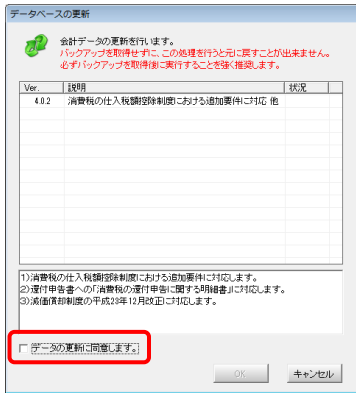 データベースの更新
会計データの更新を行います。
バックアップを取得せずに、この処理を行うと元に戻すことが出来ません。
必ずバックアップを取得後に実行することを強く推奨します。
Ver. 説明 状況
4.0.2 消費税の仕入税額控除制度における追加要件に対応 他
1)消費税の仕入税額控除制度における追加要件に対応します。
2)還付申告書への「消費税の還付申告に関する明細書」に対応します。
3)減価償却制度の平成23年12月改正に対応します。
データの更新に同意します。
OK キャンセル